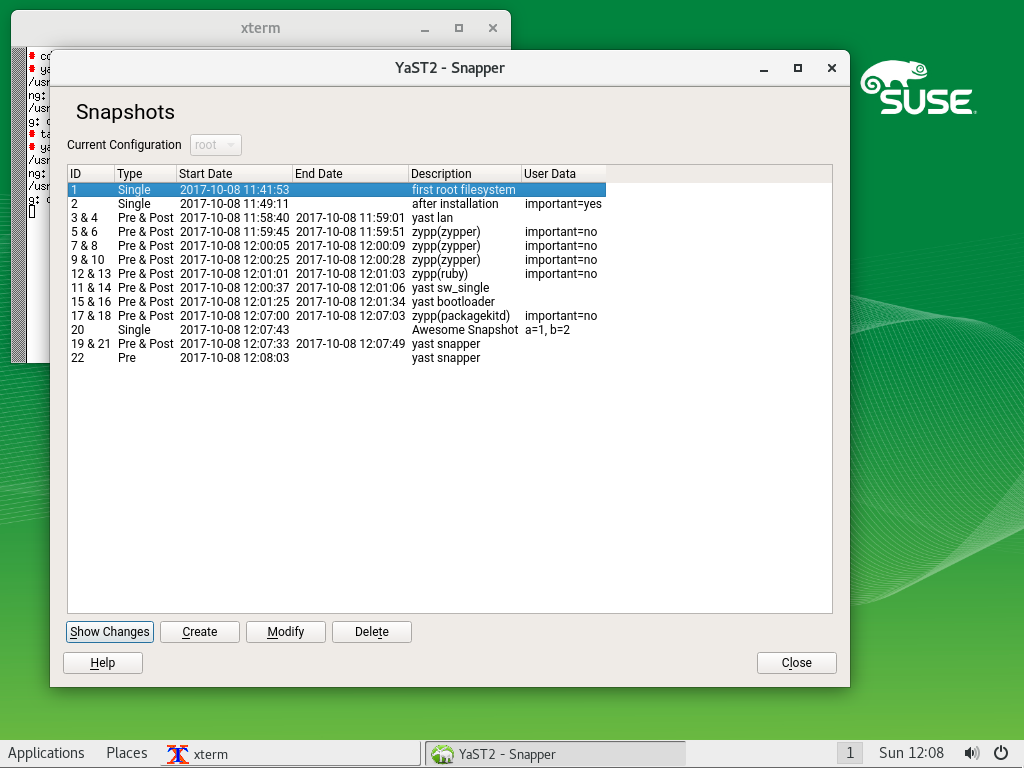 xterm
YaST2 - Snapper
SUSE
/usr
ng:
/usr
g:
/usr
ng:
/usr
g:
Snapshots
Current Configuration root
ID Type Start Date End Date Description User Data
1 Single 2017-10-08 11:41:53 first root filesystem
2 Single 2017-10-08 11:49:11 after installation important=yes
3 & 4 Pre & Post 2017-10-08 11:58:40 2017-10-08 11:59:01 yast lan
5 & 6 Pre & Post 2017-10-08 11:59:45 2017-10-08 11:59:51 zypp(zypper) important=no
7 & 8 Pre & Post 2017-10-08 12:00:05 2017-10-08 12:00:09 zypp(zypper) important=no
9 & 10 Pre & Post 2017-10-08 12:00:25 2017-10-08 12:00:28 zypp(zypper) important=no
12 & 13 Pre & Post 2017-10-08 12:01:01 2017-10-08 12:01:03 zypp(ruby) important=no
11 & 14 Pre & Post 2017-10-08 12:00:37 2017-10-08 12:01:06 yast sw_single
15 & 16 Pre & Post 2017-10-08 12:01:25 2017-10-08 12:01:34 yast bootloader
17 & 18 Pre & Post 2017-10-08 12:07:00 2017-10-08 12:07:03 zypp(packagekit) important=no
20 Single 2017-10-08 12:07:43 Awesome Snapshot a=1, b=2
19 & 21 Pre & Post 2017-10-08 12:07:33 2017-10-08 12:07:49 yast snapper
22 Pre 2017-10-08 12:08:03 yast snapper
Show Changes Create Modify Delete
Help Close
Applications Places xterm YaST2 - Snapper 1 Sun 12:08